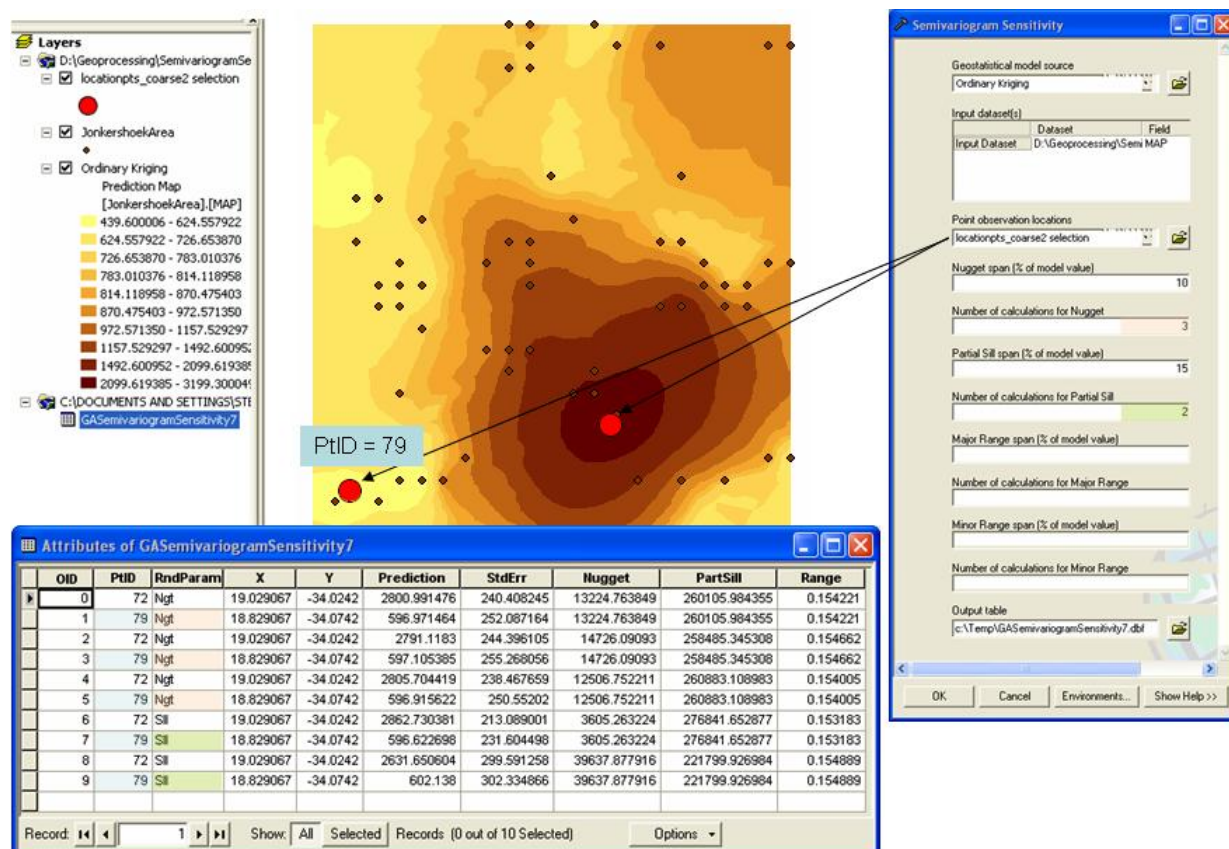 Layers
D:\Geoprocessing\SemivariogramSe
locationpts_coarse2 selection
JonkershoekArea
Ordinary Kriging
Prediction Map
[JonkershoekArea].[MAP]
439.600006 - 624.557922
624.557922 - 726.653870
726.653870 - 783.010376
783.010376 - 814.118958
814.118958 - 870.475403
870.475403 - 972.571350
972.571350 - 1157.529297
1157.529297 - 1492.600952
1492.600952 - 2099.619385
2099.619385 - 3199.300049
C:\DOCUMENTS AND SETTINGS\STE
GASemivariogramSensitivity7
PtID = 79
Semivariogram Sensitivity
Geostatistical model source
Ordinary Kriging
Input dataset(s)
Dataset Field
Input Dataset D:\Geoprocessing\Semi MAP
Point observation locations
locationpts_coarse2 selection
Nugget span (% of model value)
10
Number of calculations for Nugget
3
Partial Sill span (% of model value)
15
Number of calculations for Partial Sill
2
Major Range span (% of model value)
Number of calculations for Major Range
Minor Range span (% of model value)
Number of calculations for Minor Range
Output table
c:\Temp\GASemivariogramSensitivity7.dbf
OK Cancel Environments... Show Help >>
Attributes of GASemivariogramSensitivity7
OID PtID RndParam X Y Prediction StdErr Nugget PartSill Range
0 72 Ngt 19.029067 -34.0242 2800.991476 240.408245 13224.763849 260105.984355 0.154221
1 79 Ngt 18.829067 -34.0742 596.971464 252.087164 13224.763849 260105.984355 0.154221
2 72 Ngt 19.029067 -34.0242 2791.1183 244.396105 14726.09093 258485.345308 0.154662
3 79 Ngt 18.829067 -34.0742 597.105385 255.268056 14726.09093 258485.345308 0.154662
4 72 Ngt 19.029067 -34.0242 2805.704419 238.467659 12506.752211 260883.108983 0.154005
5 79 Ngt 18.829067 -34.0742 596.915622 250.55202 12506.752211 260883.108983 0.154005
6 72 Sll 19.029067 -34.0242 2862.730381 213.089001 3605.263224 276841.652877 0.153183
7 79 Sll 18.829067 -34.0742 596.622698 231.604498 3605.263224 276841.652877 0.153183
8 72 Sll 19.029067 -34.0242 2631.650604 299.591258 39637.877916 221799.926984 0.154889
9 79 Sll 18.829067 -34.0742 602.138 302.334866 39637.877916 221799.926984 0.154889
Record: 1 Show: All Selected Records (0 out of 10 Selected) Options